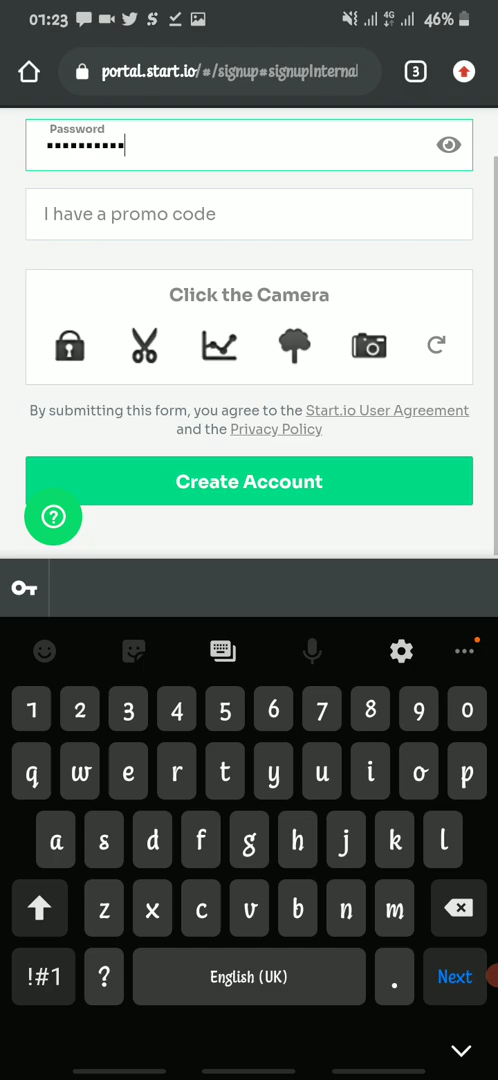 01:23 4G 46%
portal.start.io/#/signup#signupInternal
3
Password
••••••••••
I have a promo code
Click the Camera
By submitting this form, you agree to the Start.io User Agreement
and the Privacy Policy
Create Account
?
1 2 3 4 5 6 7 8 9 0
q w e r t y u i o p
a s d f g h j k l
z x c v b n m
!#1 ? English (UK) . Next